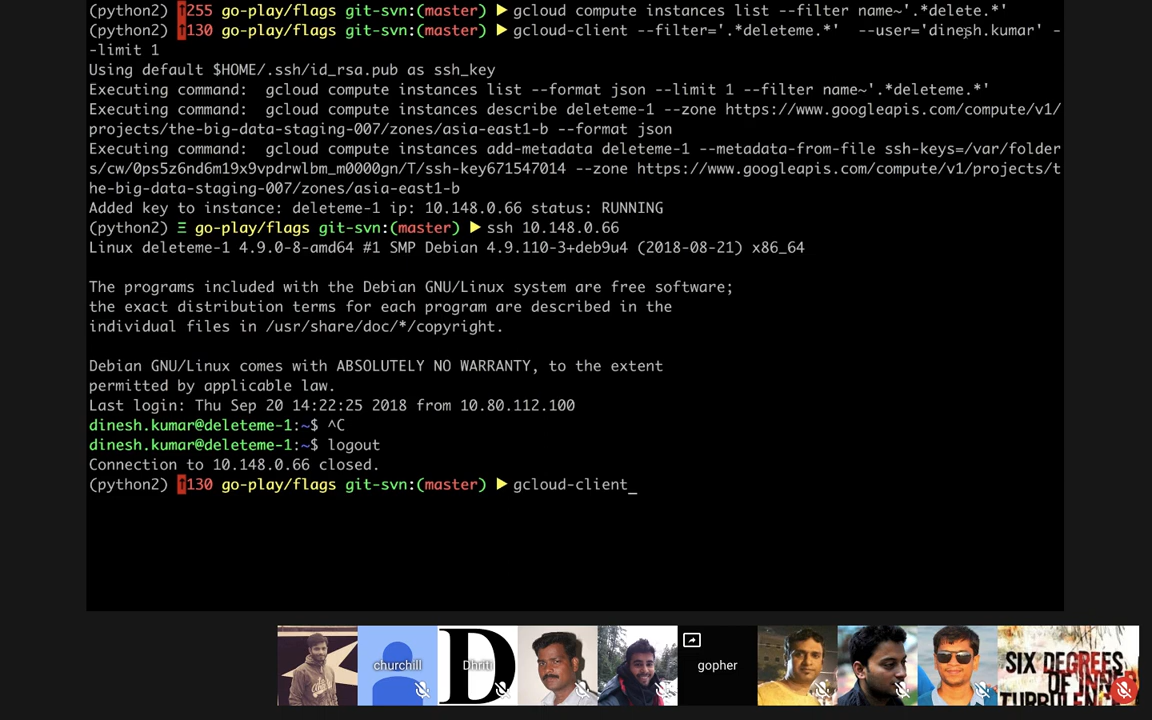 (python2) ↑255 go-play/flags git-svn:(master) ▶ gcloud compute instances list --filter name~'.*delete.*'
(python2) ↑130 go-play/flags git-svn:(master) ▶ gcloud-client --filter='.*deleteme.*'  --user='dinesh.kumar' -
-limit 1
Using default $HOME/.ssh/id_rsa.pub as ssh_key
Executing command:  gcloud compute instances list --format json --limit 1 --filter name~'.*deleteme.*'
Executing command:  gcloud compute instances describe deleteme-1 --zone https://www.googleapis.com/compute/v1/
projects/the-big-data-staging-007/zones/asia-east1-b --format json
Executing command:  gcloud compute instances add-metadata deleteme-1 --metadata-from-file ssh-keys=/var/folder
s/cw/0ps5z6nd6m19x9vpdrwlbm_m0000gn/T/ssh-key671547014 --zone https://www.googleapis.com/compute/v1/projects/t
he-big-data-staging-007/zones/asia-east1-b
Added key to instance: deleteme-1 ip: 10.148.0.66 status: RUNNING
(python2) Ξ go-play/flags git-svn:(master) ▶ ssh 10.148.0.66
Linux deleteme-1 4.9.0-8-amd64 #1 SMP Debian 4.9.110-3+deb9u4 (2018-08-21) x86_64
The programs included with the Debian GNU/Linux system are free software;
the exact distribution terms for each program are described in the
individual files in /usr/share/doc/*/copyright.
Debian GNU/Linux comes with ABSOLUTELY NO WARRANTY, to the extent
permitted by applicable law.
Last login: Thu Sep 20 14:22:25 2018 from 10.80.112.100
dinesh.kumar@deleteme-1:~$ ^C
dinesh.kumar@deleteme-1:~$ logout
Connection to 10.148.0.66 closed.
(python2) ↑130 go-play/flags git-svn:(master) ▶ gcloud-client_
churchill
D
Dhriti
gopher
SIX DEGREES
OF INNER
TURBULENCE